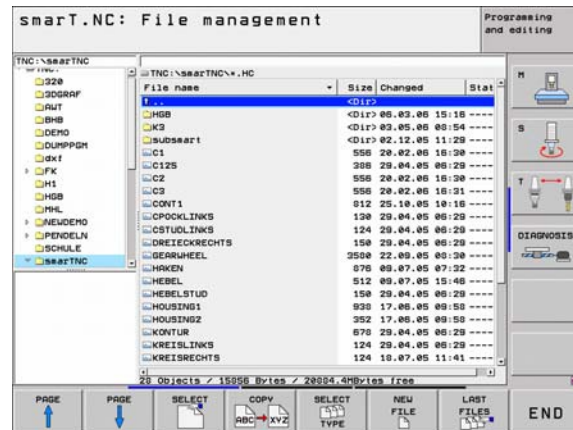 smarT.NC: File management
Programming and editing
TNC:\smarTNC
320
3DGRAF
AWT
BHB
DEMO
DUMPPGM
dxf
FK
H1
HGB
MHL
NEWDEMO
PENDELN
SCHULE
smarTNC
TNC:\smarTNC\*.HC
File name Size Changed Stat
.. <Dir>
HGB <Dir> 06.03.06 15:16 ----
K3 <Dir> 03.05.06 08:54 ----
subsmart <Dir> 02.12.05 11:29 ----
C1 556 20.02.06 16:30 ----
C125 386 29.04.05 06:29 ----
C2 556 20.02.06 16:30 ----
C3 556 20.02.06 16:31 ----
CONT1 812 25.10.05 10:16 ----
CPOCKLINKS 130 29.04.05 06:29 ----
CSTUDLINKS 124 29.04.05 06:29 ----
DREIECKRECHTS 150 29.04.05 06:29 ----
GEARWHEEL 3580 22.09.05 08:30 ----
HAKEN 876 09.07.05 07:32 ----
HEBEL 512 09.07.05 15:46 ----
HEBELSTUD 150 29.04.05 06:29 ----
HOUSING1 938 17.06.05 09:58 ----
HOUSING2 352 17.06.05 09:58 ----
KONTUR 678 29.04.05 06:29 ----
KREISLINKS 124 29.04.05 06:29 ----
KREISRECHTS 124 18.07.05 11:41 ----
28 Objects / 15856 Bytes / 20084.4MBytes free
M
S
T
DIAGNOSIS
PAGE
PAGE
SELECT
COPY
ABC XYZ
SELECT
TYPE
NEW
FILE
LAST
FILES
END